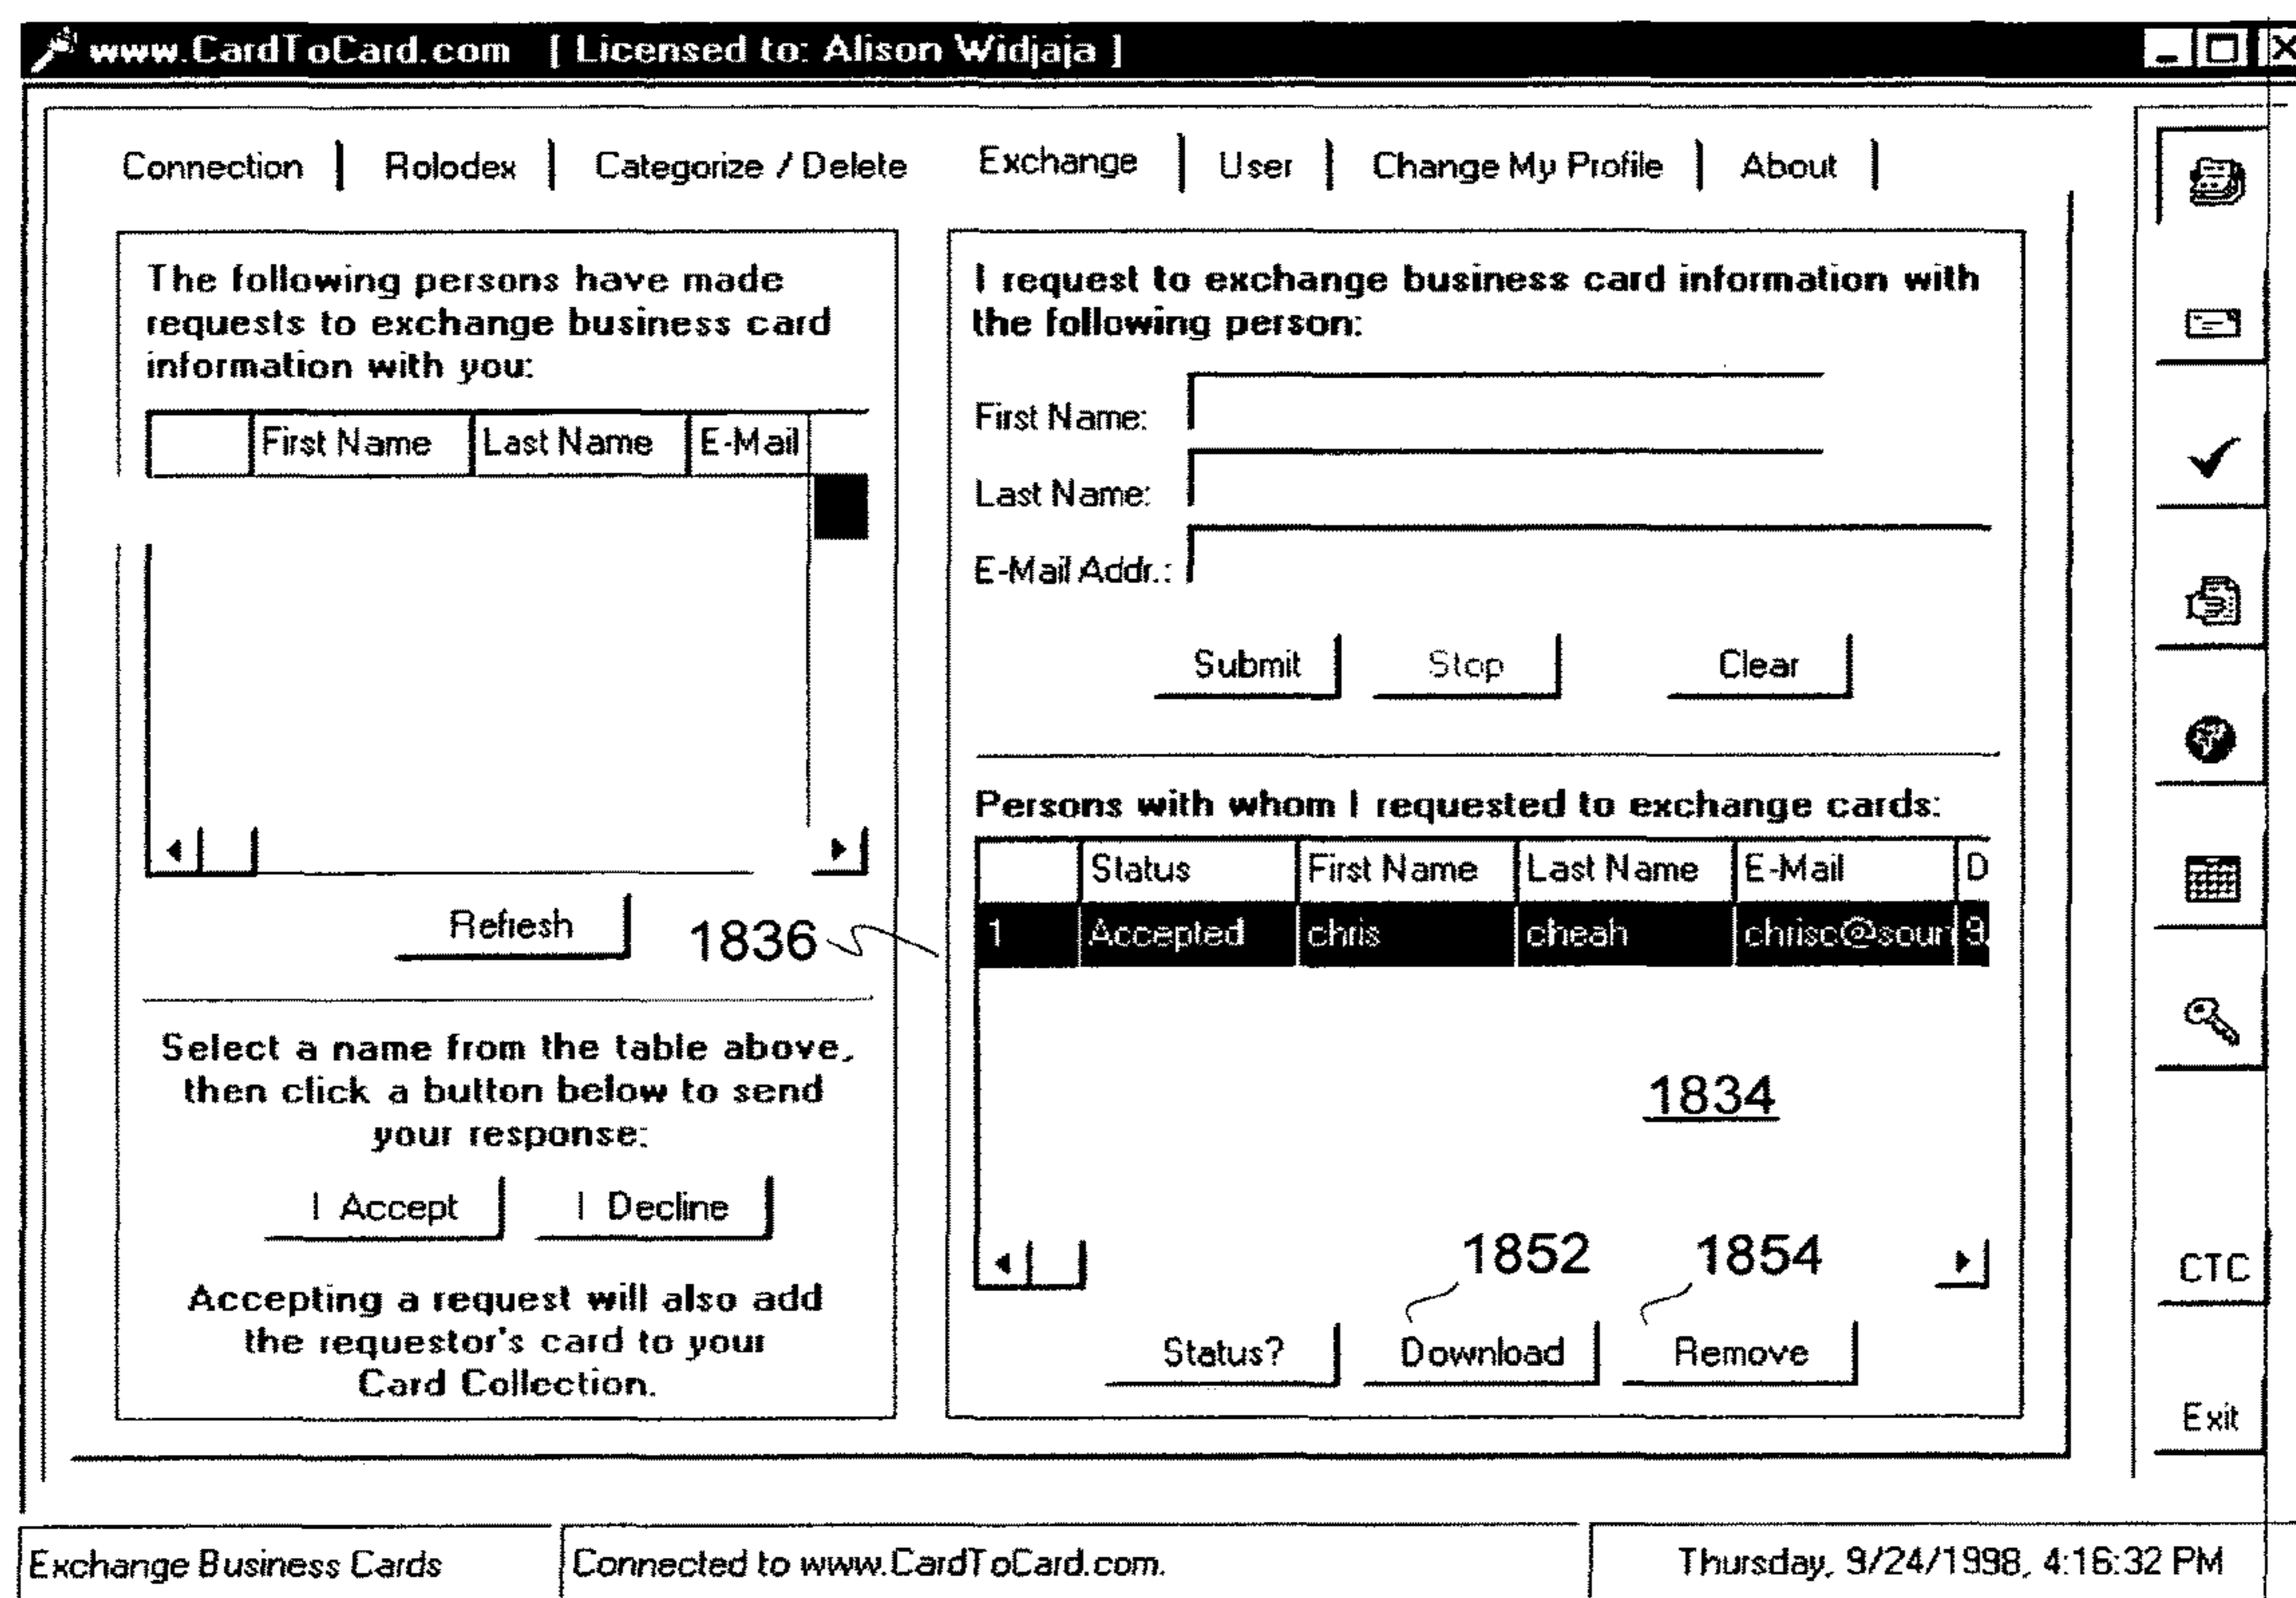 www.CardToCard.com [ Licensed to: Alison Widjaja ]
Connection Rolodex Categorize / Delete Exchange User Change My Profile About
The following persons have made
requests to exchange business card
information with you:
First Name Last Name E-Mail
Refresh
1836
Select a name from the table above,
then click a button below to send
your response:
I Accept I Decline
Accepting a request will also add
the requestor's card to your
Card Collection.
I request to exchange business card information with
the following person:
First Name:
Last Name:
E-Mail Addr.:
Submit Stop Clear
Persons with whom I requested to exchange cards:
Status First Name Last Name E-Mail D
1 Accepted chris cheah chrisc@soun 9
1834
1852 1854
Status? Download Remove
CTC
Exit
Exchange Business Cards Connected to www.CardToCard.com. Thursday, 9/24/1998, 4:16:32 PM